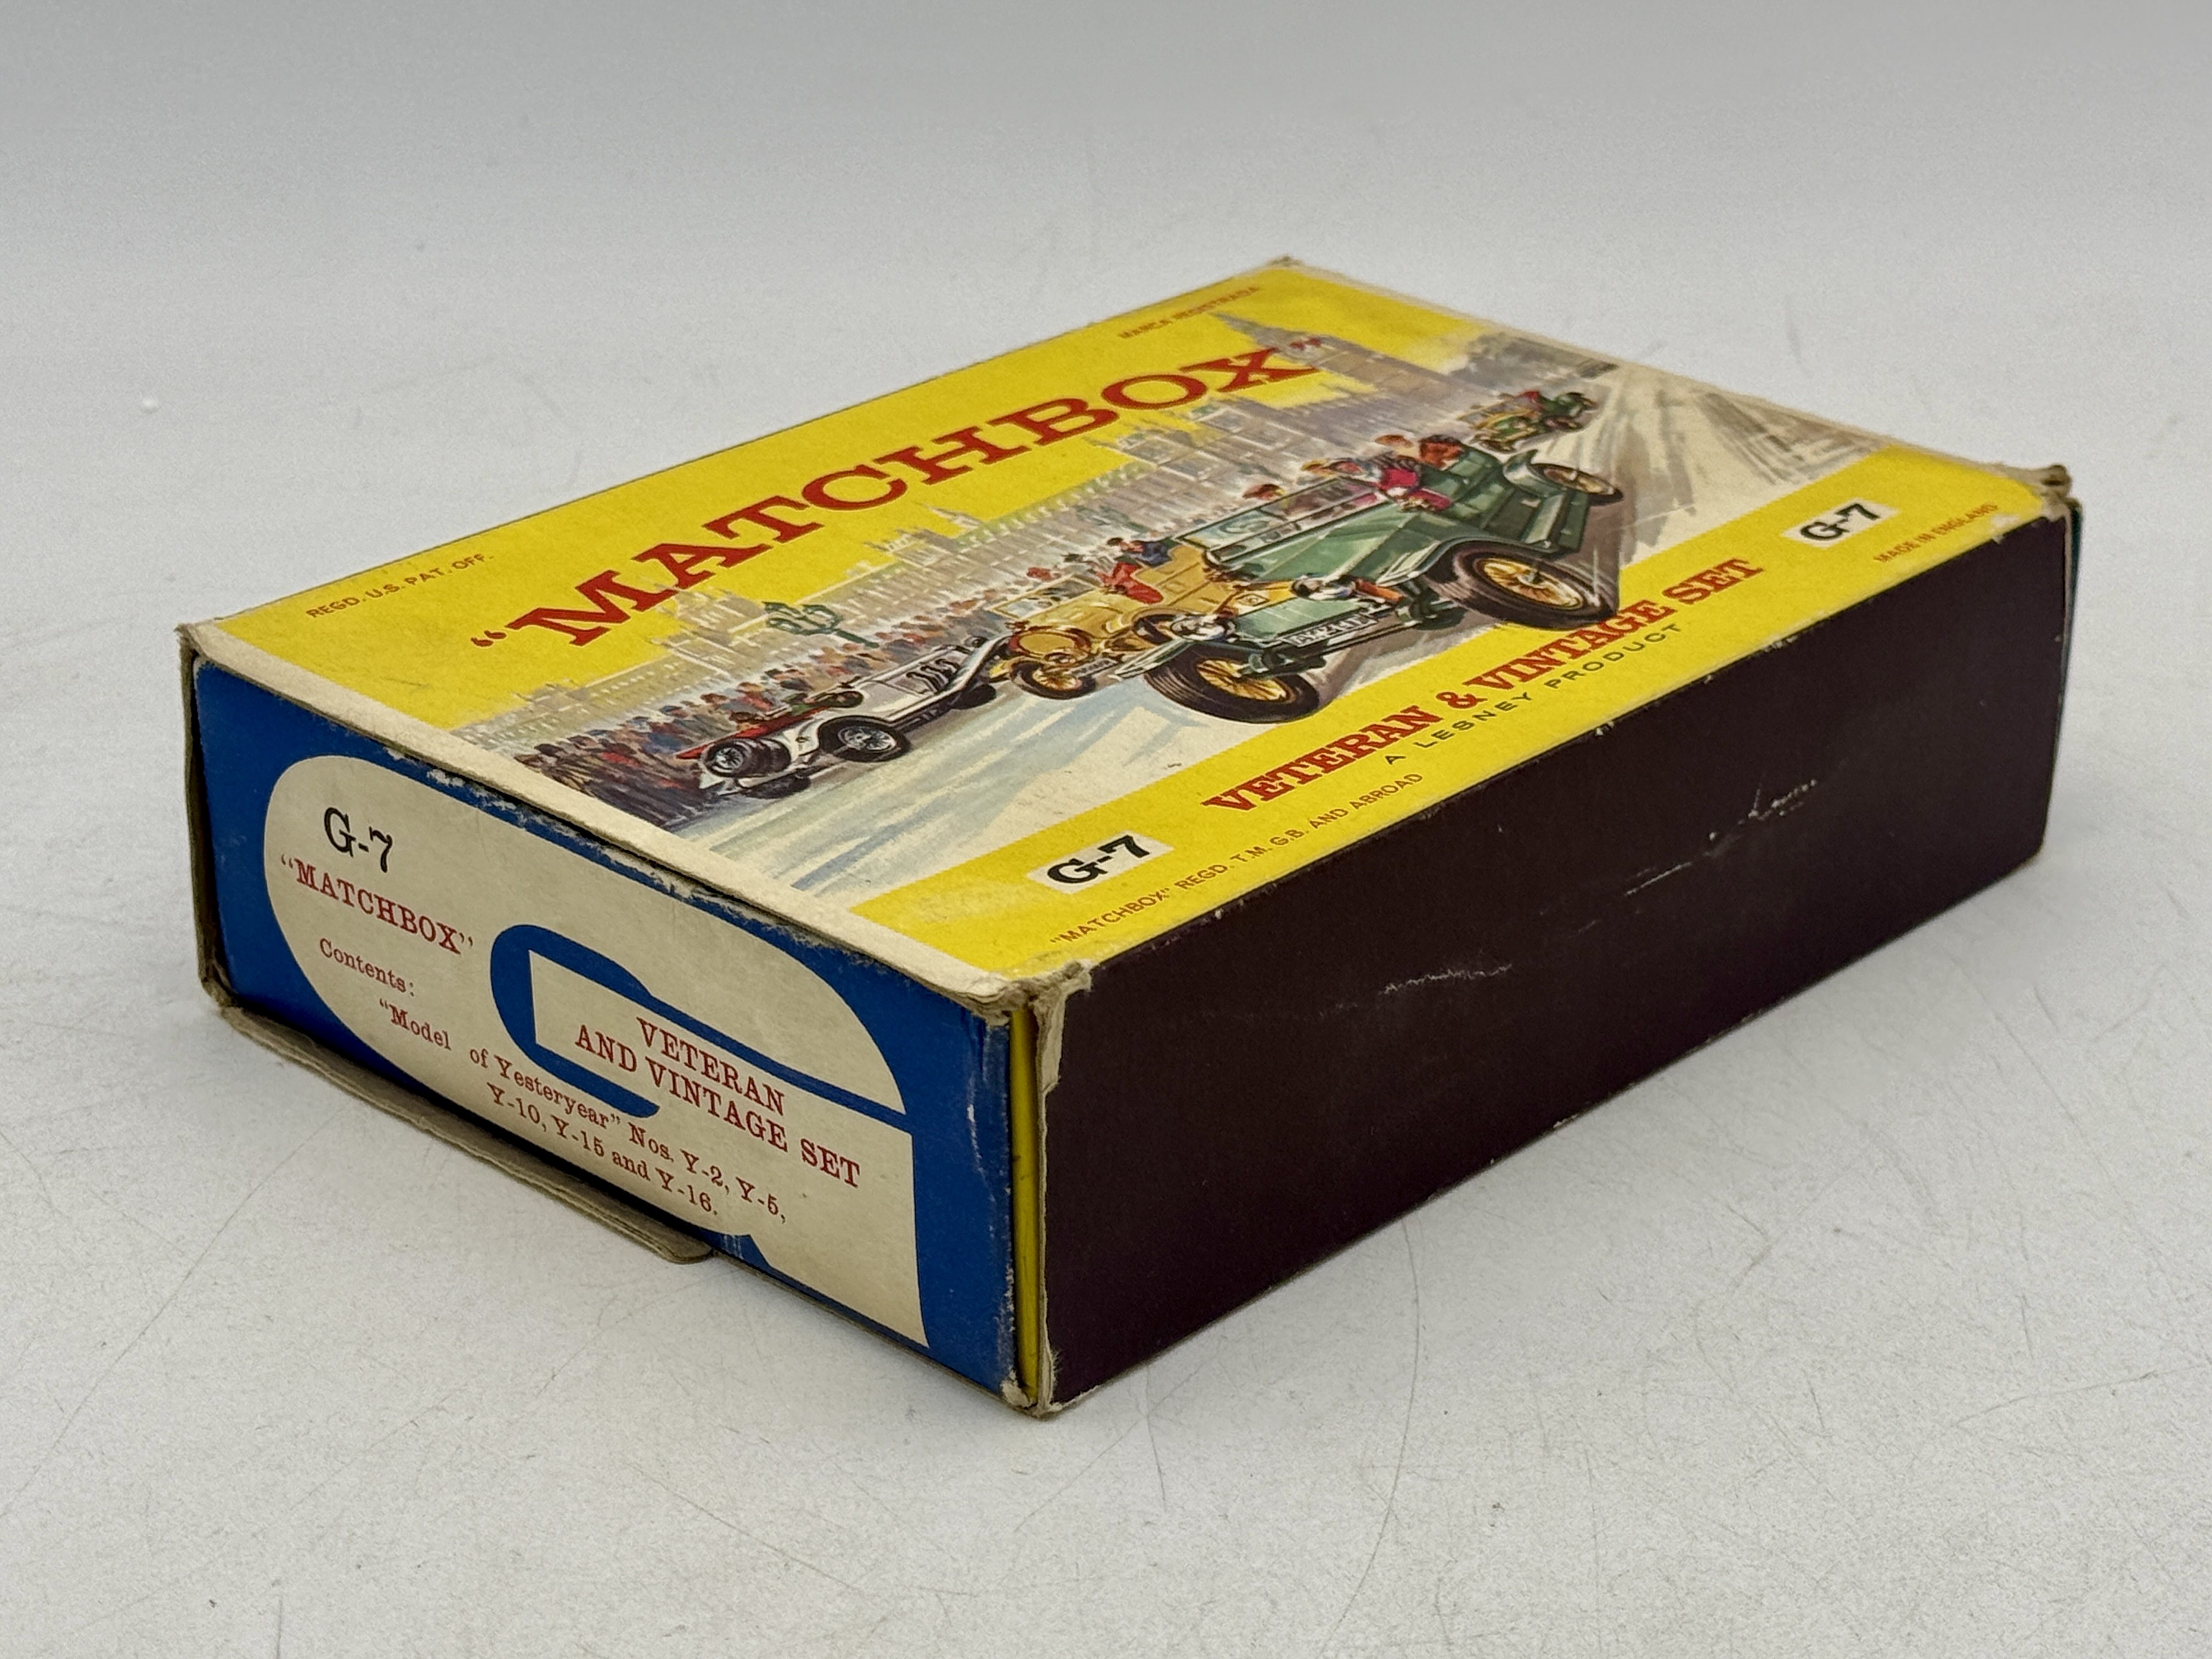 MARCA REGISTRADA
REGD. U.S. PAT. OFF.
“MATCHBOX”
G-7
VETERAN & VINTAGE SET
G-7
A LESNEY PRODUCT
"MATCHBOX" REGD. T.M. G.B. AND ABROAD
MADE IN ENGLAND
G-7
“MATCHBOX”
Contents:
VETERAN
AND VINTAGE SET
“Model of Yesteryear” Nos. Y-2, Y-5,
Y-10, Y-15 and Y-16.